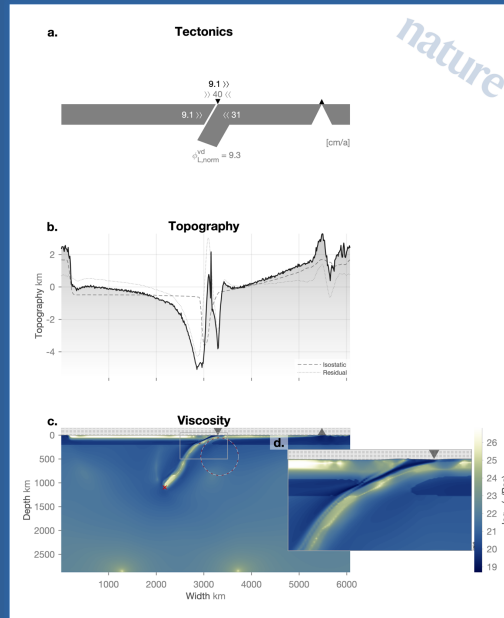 nature
a.
Tectonics
9.1 ⟩⟩
⟩⟩ 40 ⟨⟨
9.1 ⟩⟩ ⟨⟨ 31
[cm/a]
ϕ^vd_L,norm = 9.3
b.
Topography
Topography km
2
0
-2
-4
Isostatic
Residual
c.
Viscosity
d.
Depth km
0
500
1000
1500
2000
2500
1000 2000 3000 4000 5000 6000
Width km
26
25
24
23
22
21
20
19